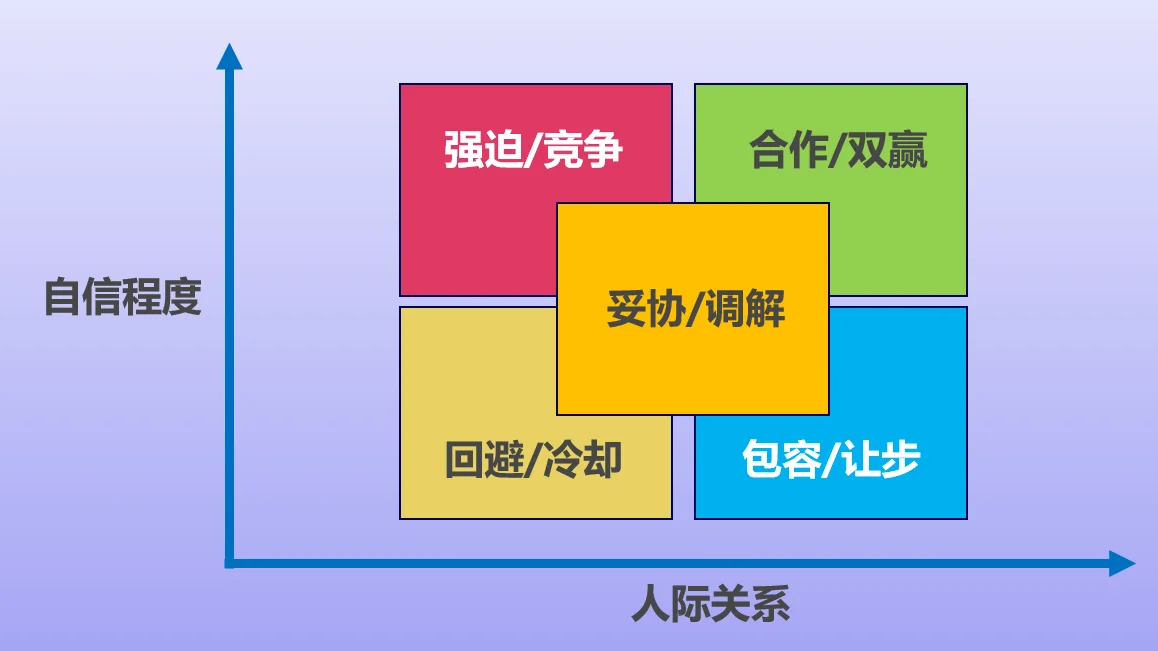 强迫/竞争
合作/双赢
自信程度
妥协/调解
回避/冷却
包容/让步
人际关系